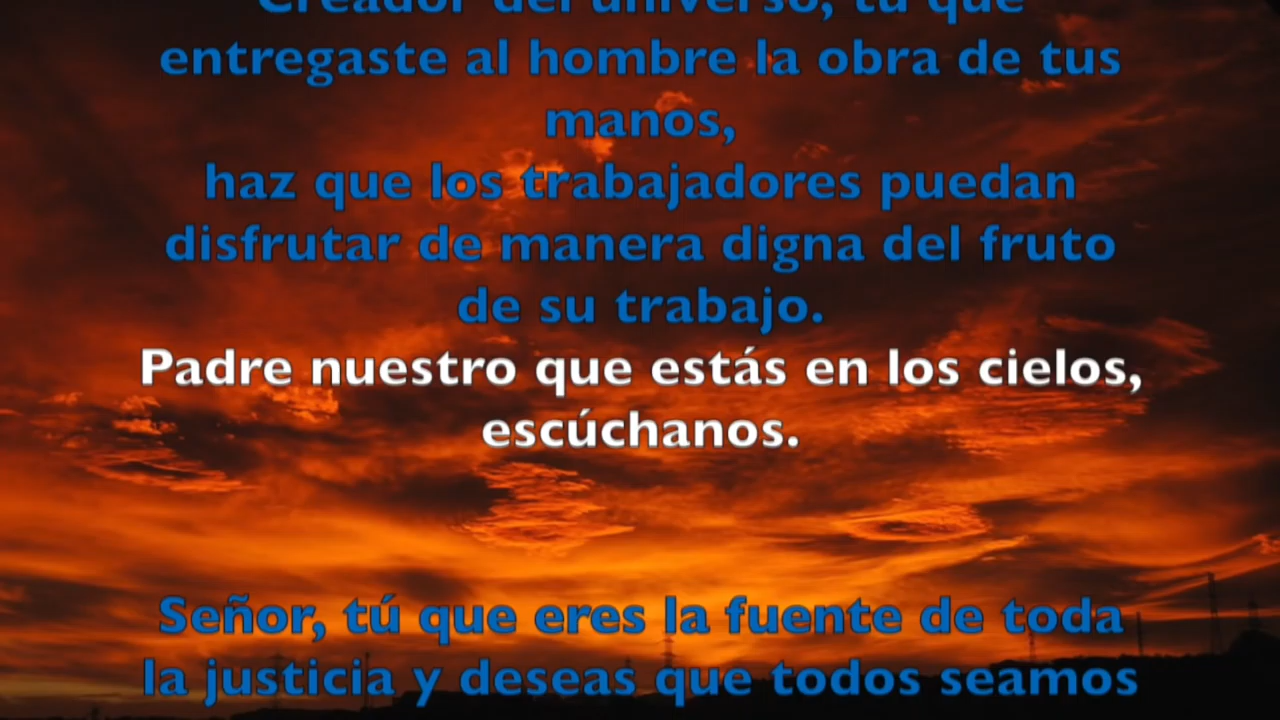 Creador del universo, tú que
entregaste al hombre la obra de tus
manos,
haz que los trabajadores puedan
disfrutar de manera digna del fruto
de su trabajo.
Padre nuestro que estás en los cielos,
escúchanos.
Señor, tú que eres la fuente de toda
la justicia y deseas que todos seamos